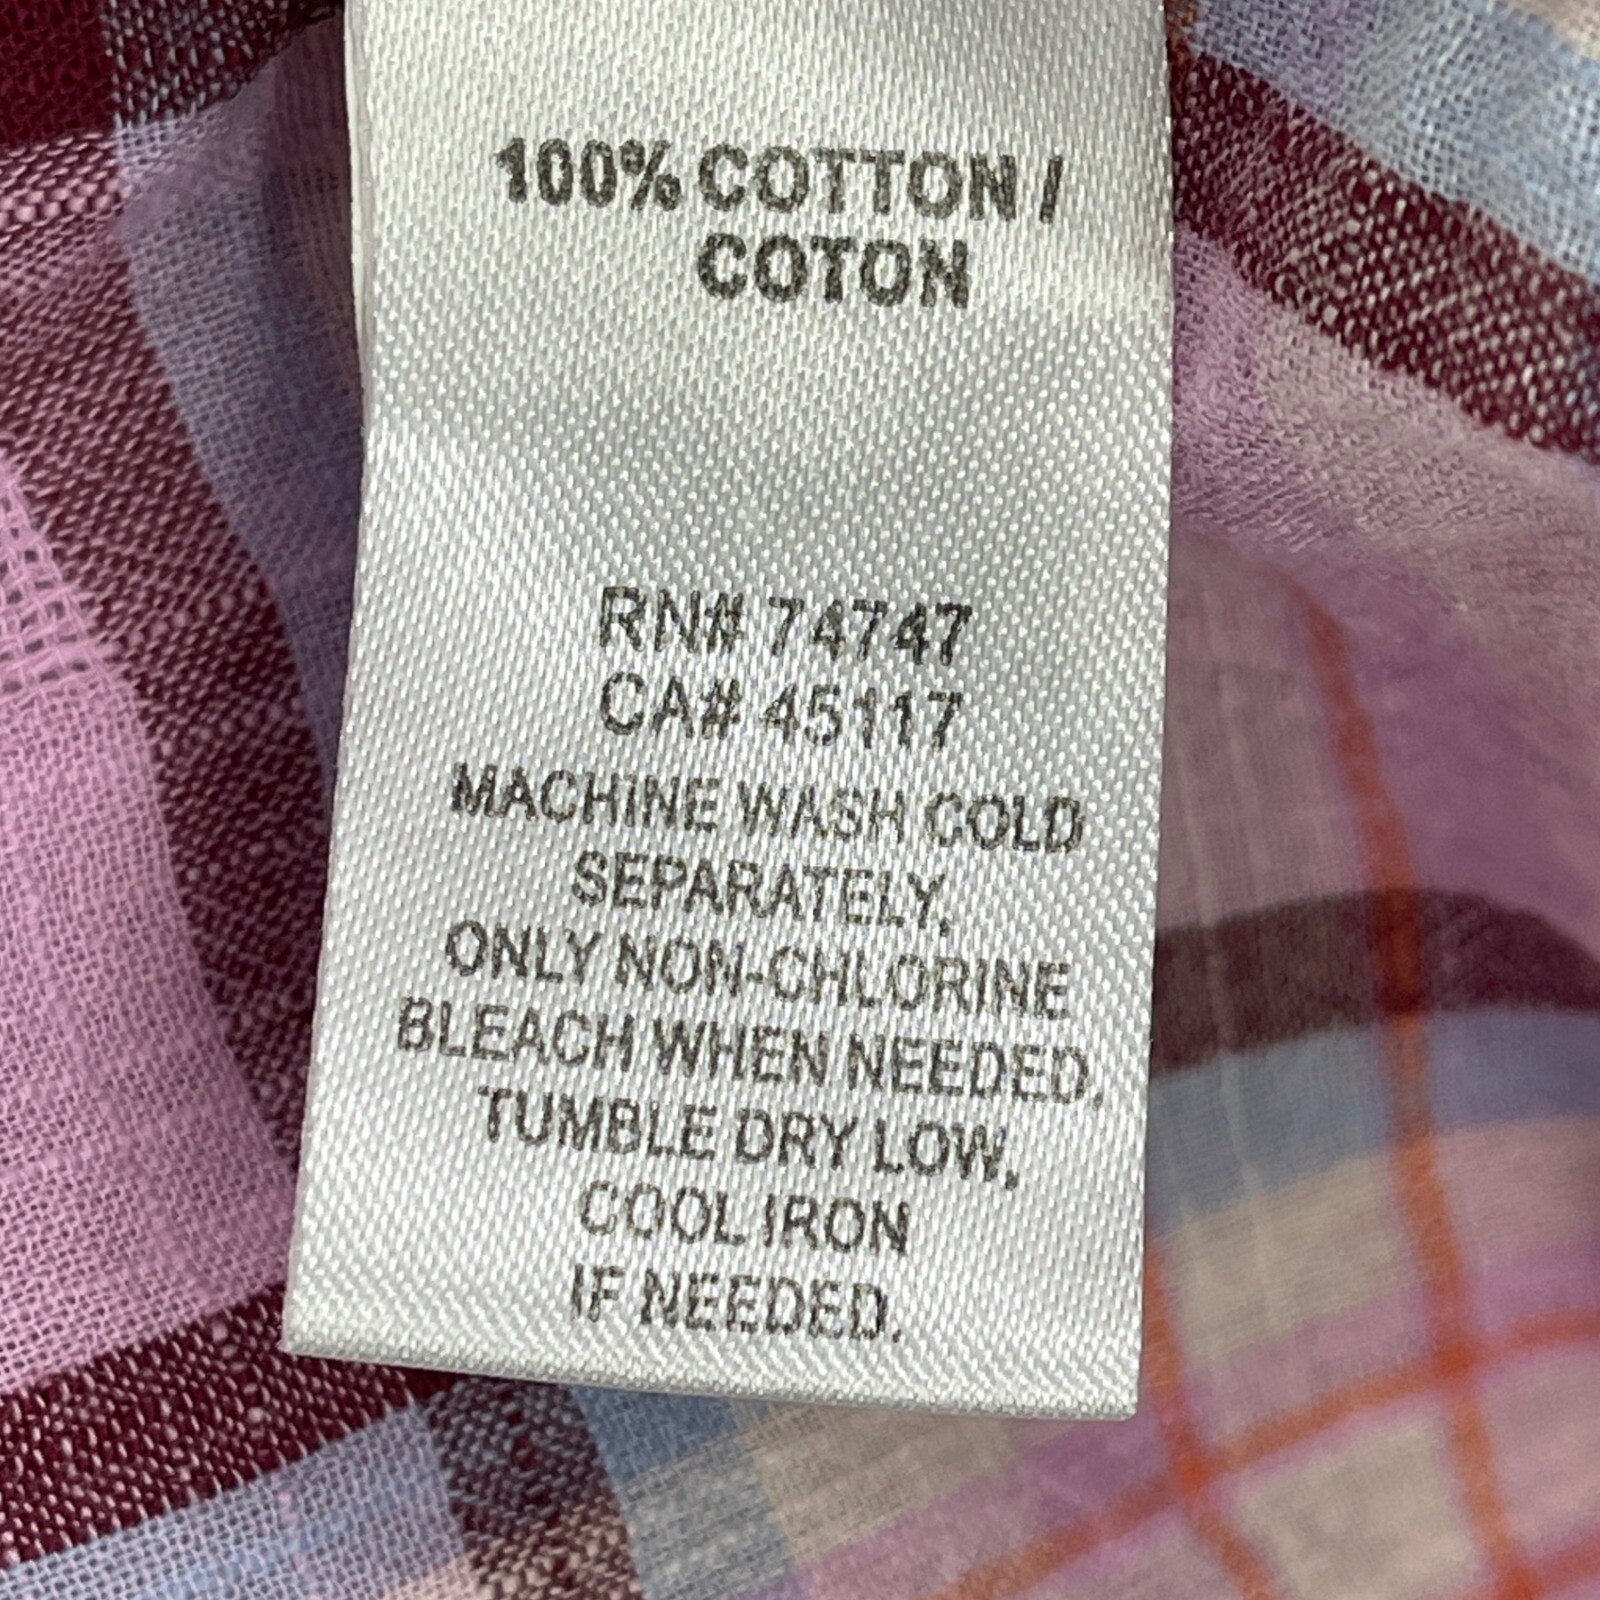 100% COTTON /
COTON
RN# 74747
CA# 45117
MACHINE WASH COLD
SEPARATELY,
ONLY NON-CHLORINE
BLEACH WHEN NEEDED,
TUMBLE DRY LOW,
COOL IRON
IF NEEDED.